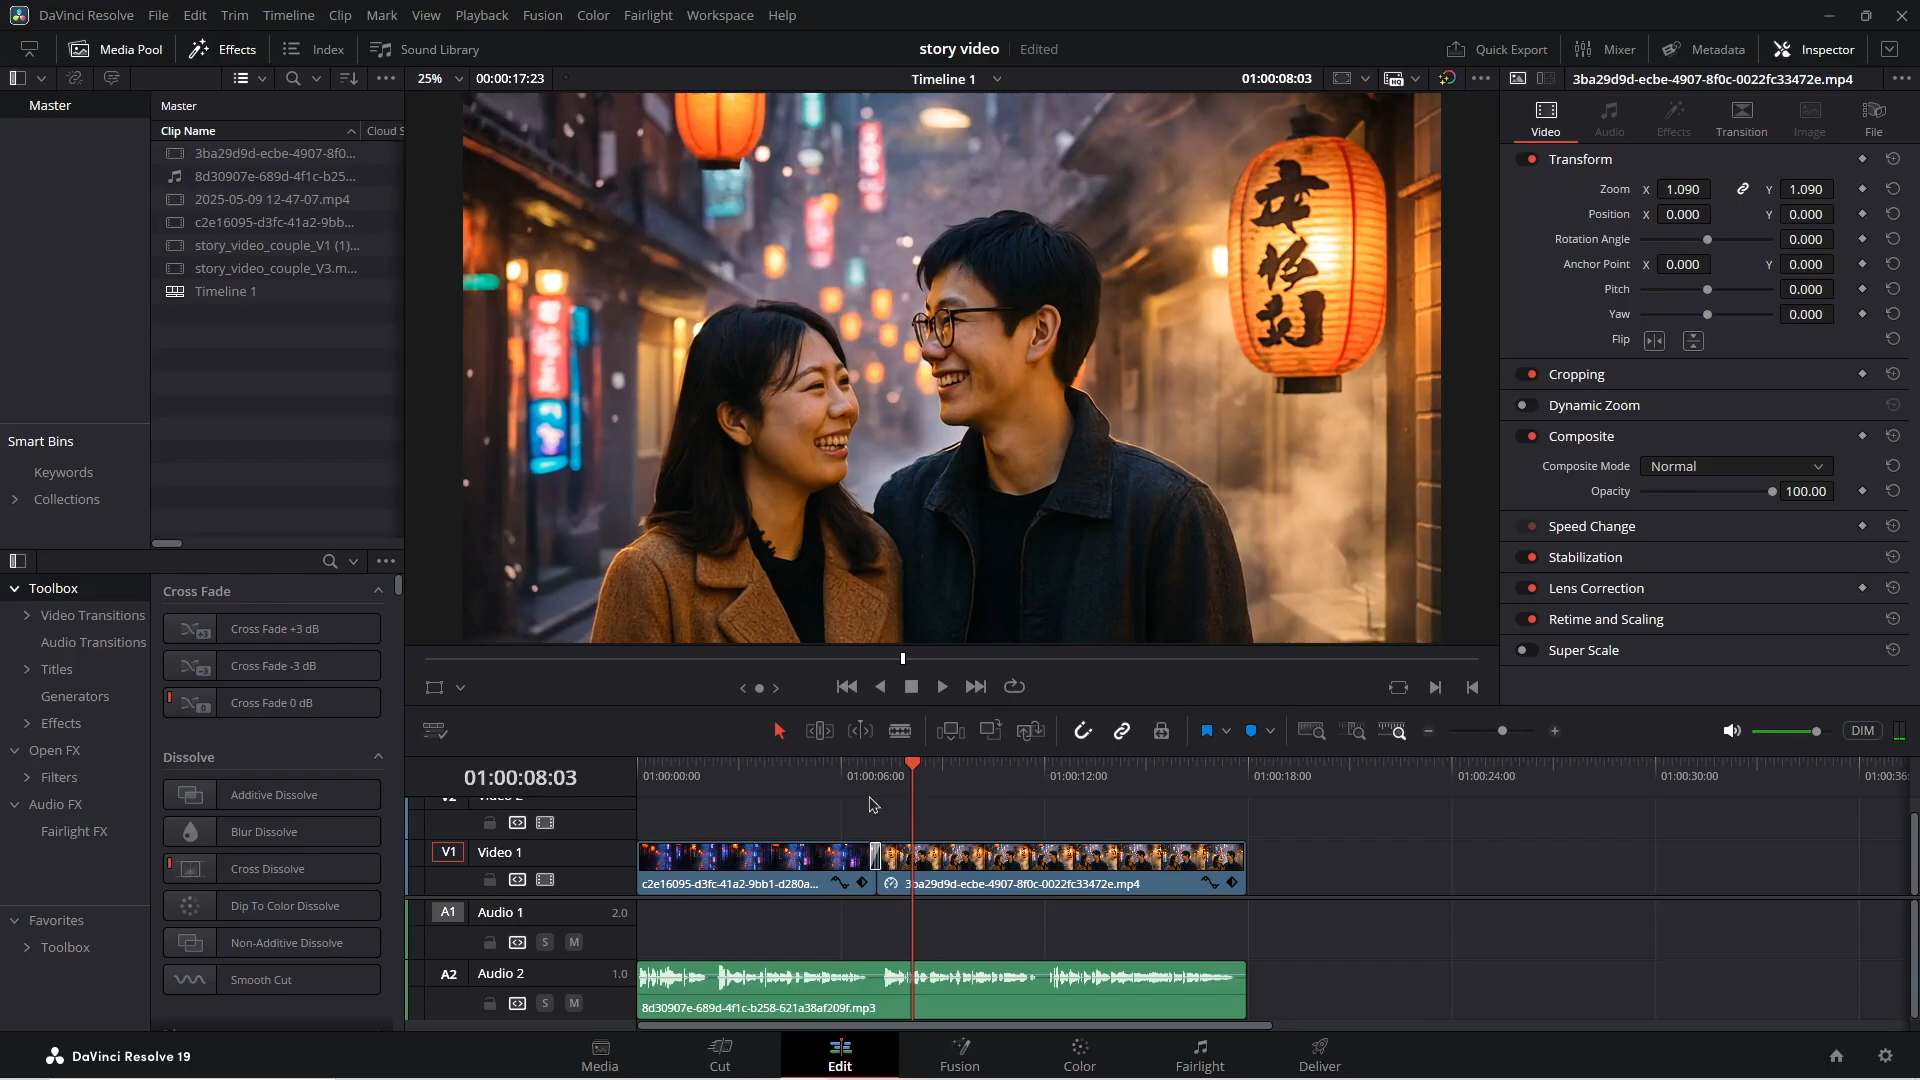 DaVinci Resolve File Edit Trim Timeline Clip Mark View Playback Fusion Color Fairlight Workspace Help
Media Pool Effects Index Sound Library story video Edited Quick Export Mixer Metadata Inspector
25% 00:00:17:23 Timeline 1 01:00:08:03 3ba29d9d-ecbe-4907-8f0c-0022fc33472e.mp4
Master Master
Clip Name Cloud S
3ba29d9d-ecbe-4907-8f0...
8d30907e-689d-4f1c-b25...
2025-05-09 12-47-07.mp4
c2e16095-d3fc-41a2-9bb...
story_video_couple_V1 (1)...
story_video_couple_V3.m...
Timeline 1
Smart Bins
Keywords
Collections
Toolbox
Video Transitions
Audio Transitions
Titles
Generators
Effects
Open FX
Filters
Audio FX
Fairlight FX
Favorites
Toolbox
Cross Fade
+3 Cross Fade +3 dB
-3 Cross Fade -3 dB
0 Cross Fade 0 dB
Dissolve
Additive Dissolve
Blur Dissolve
Cross Dissolve
Dip To Color Dissolve
Non-Additive Dissolve
Smooth Cut
Video Audio Effects Transition Image File
Transform
Zoom X 1.090 Y 1.090
Position X 0.000 Y 0.000
Rotation Angle 0.000
Anchor Point X 0.000 Y 0.000
Pitch 0.000
Yaw 0.000
Flip
Cropping
Dynamic Zoom
Composite
Composite Mode Normal
Opacity 100.00
Speed Change
Stabilization
Lens Correction
Retime and Scaling
Super Scale
DIM
01:00:08:03 01:00:00:00 01:00:06:00 01:00:12:00 01:00:18:00 01:00:24:00 01:00:30:00 01:00:36:
V2 Video 2
V1 Video 1
c2e16095-d3fc-41a2-9bb1-d280a... 3ba29d9d-ecbe-4907-8f0c-0022fc33472e.mp4
A1 Audio 1 2.0
S M
A2 Audio 2 1.0
S M 8d30907e-689d-4f1c-b258-621a38af209f.mp3
DaVinci Resolve 19 Media Cut Edit Fusion Color Fairlight Deliver